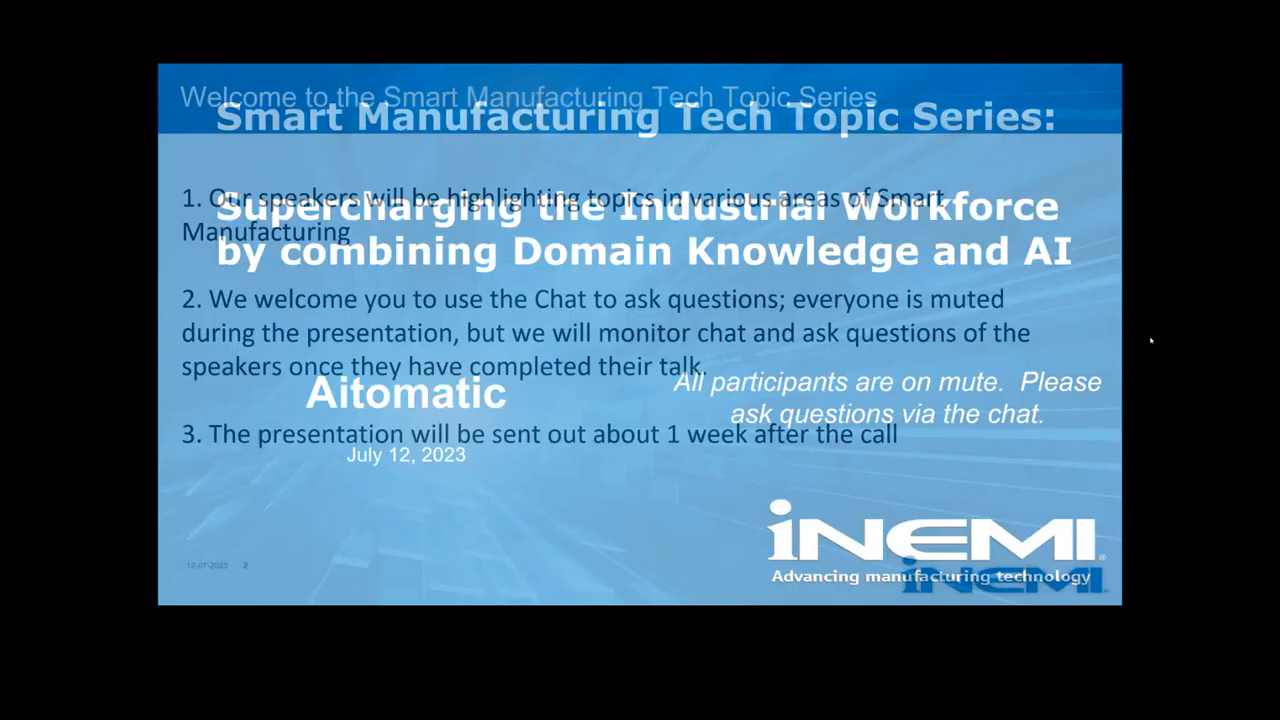 Welcome to the Smart Manufacturing Tech Topic Series
Smart Manufacturing Tech Topic Series:
1. Our speakers will be highlighting topics in various areas of Smart
Manufacturing
Supercharging the Industrial Workforce
by combining Domain Knowledge and AI
2. We welcome you to use the Chat to ask questions; everyone is muted
during the presentation, but we will monitor chat and ask questions of the
speakers once they have completed their talk.
Aitomatic
All participants are on mute. Please
ask questions via the chat.
3. The presentation will be sent out about 1 week after the call
July 12, 2023
iNEMI
Advancing manufacturing technology
12-07-2023 2
iNEMI